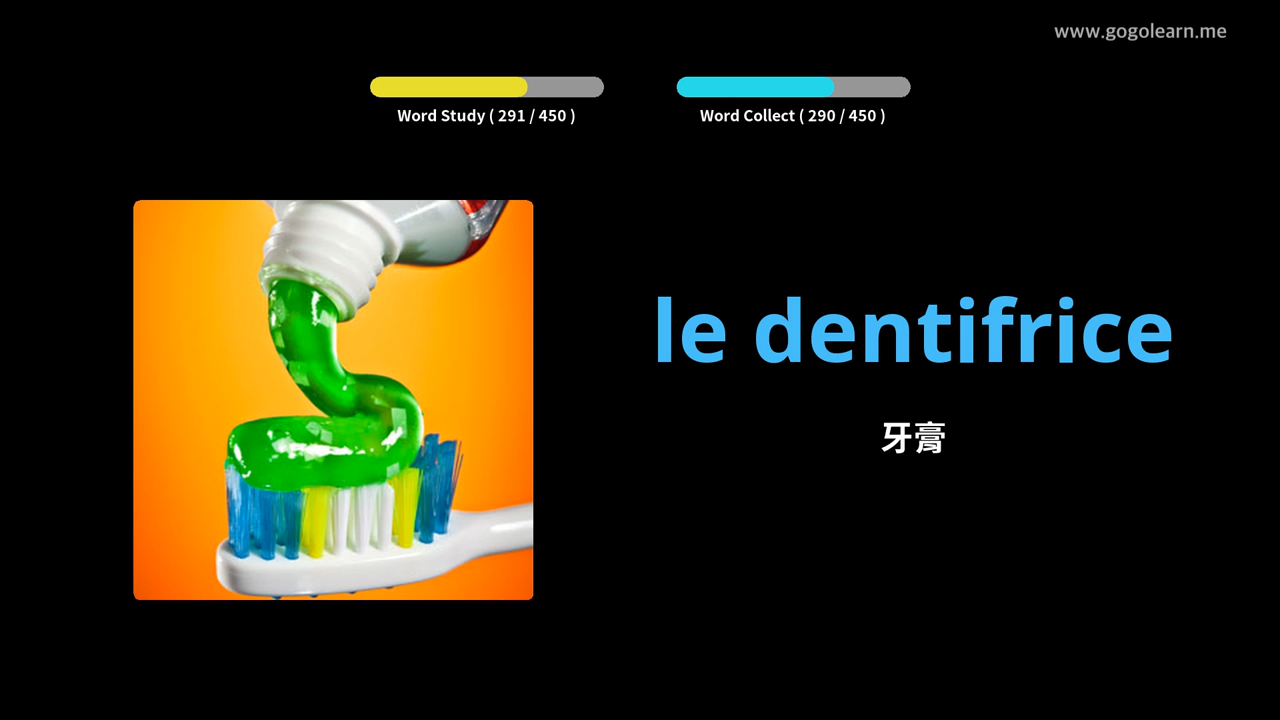 www.gogolearn.me
Word Study ( 291 / 450 )
Word Collect ( 290 / 450 )
le dentifrice
牙膏